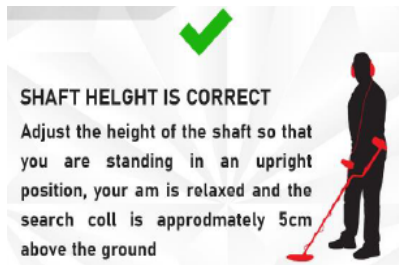 SHAFT HELGHT IS CORRECT
Adjust the height of the shaft so that
you are standing in an upright
position, your am is relaxed and the
search coll is approdmately 5cm
above the ground